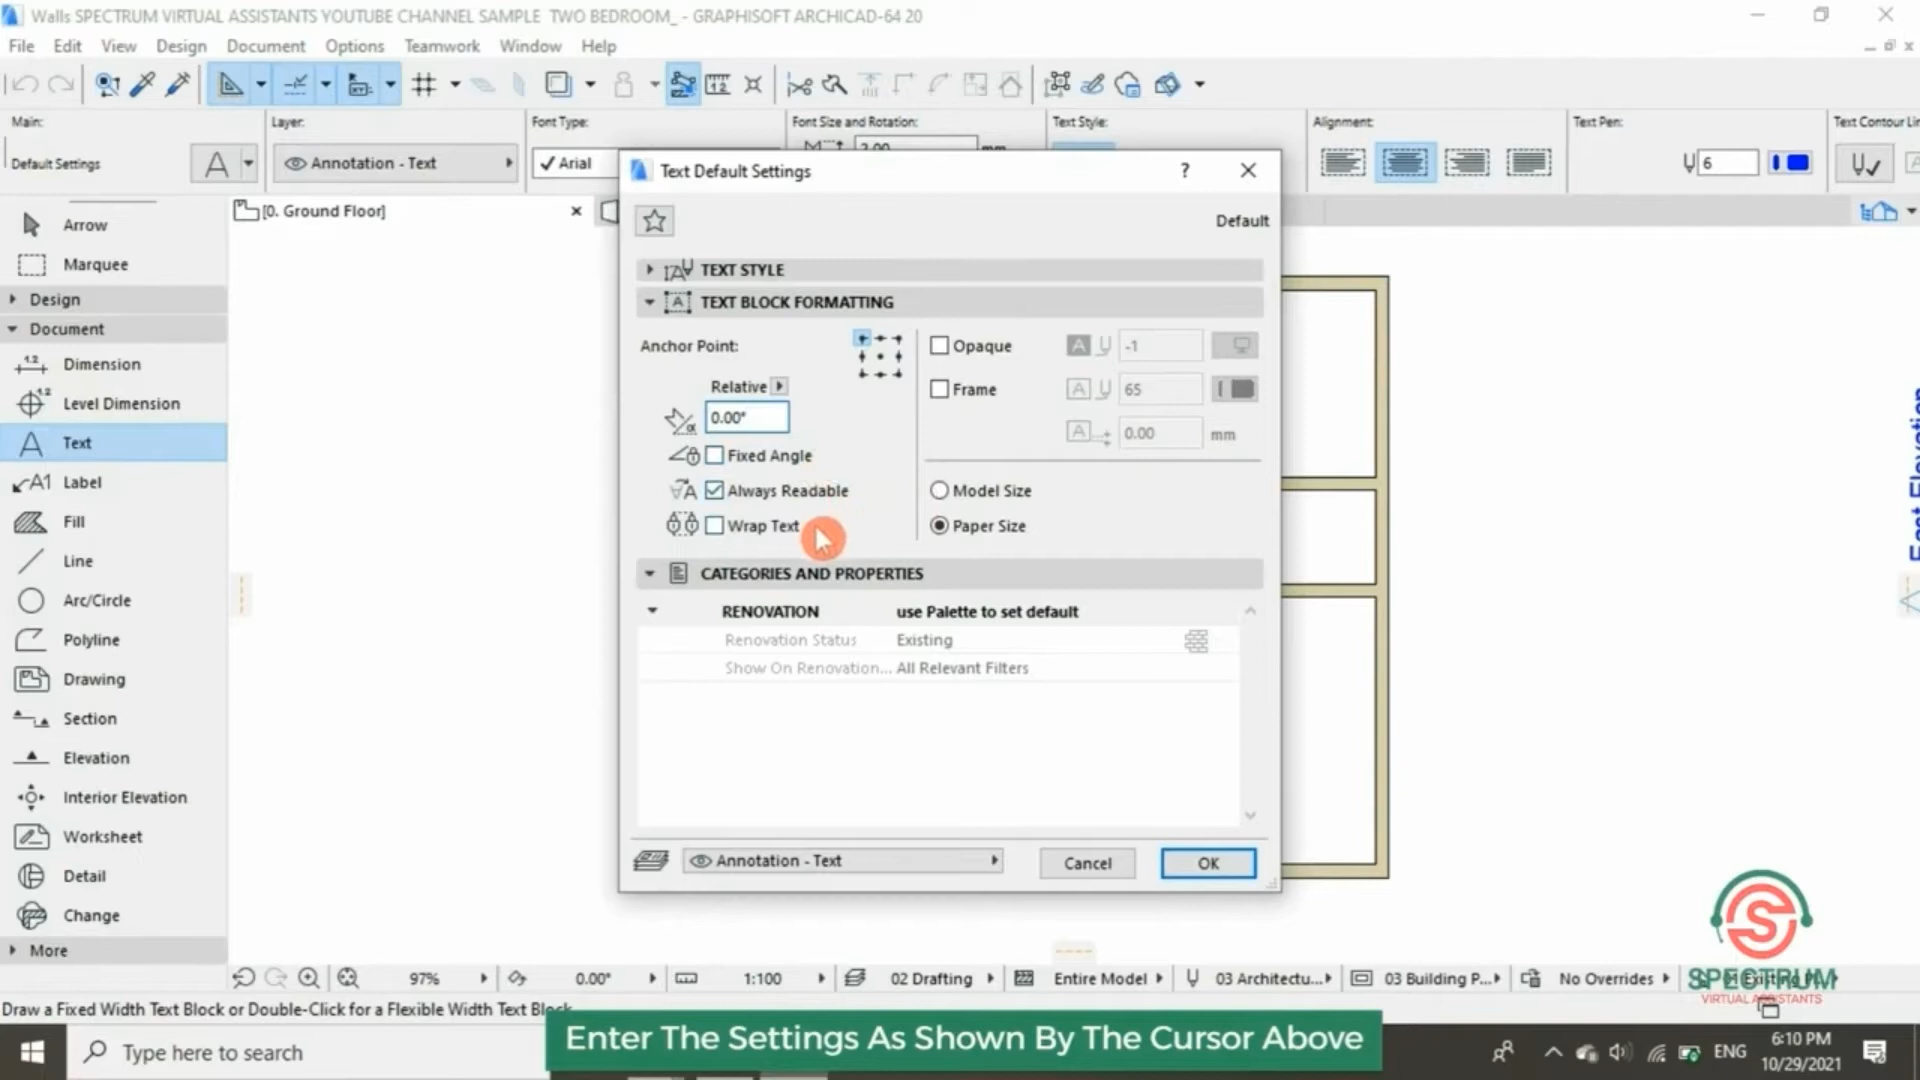 Walls SPECTRUM VIRTUAL ASSISTANTS YOUTUBE CHANNEL SAMPLE TWO BEDROOM_ - GRAPHISOFT ARCHICAD-64 20
File Edit View Design Document Options Teamwork Window Help
Main: Layer: Font Type: Font Size and Rotation: Text Style: Alignment: Text Pen: Text Contour Li
Default Settings Annotation - Text Arial 2.00 mm 6
[0. Ground Floor]
Text Default Settings
Default
TEXT STYLE
TEXT BLOCK FORMATTING
Anchor Point:
Relative
0.00°
Fixed Angle
Always Readable
Wrap Text
Opaque -1
Frame 65
0.00 mm
Model Size
Paper Size
CATEGORIES AND PROPERTIES
RENOVATION use Palette to set default
Renovation Status Existing
Show On Renovation... All Relevant Filters
Annotation - Text Cancel OK
Arrow
Marquee
Design
Document
Dimension
Level Dimension
Text
Label
Fill
Line
Arc/Circle
Polyline
Drawing
Section
Elevation
Interior Elevation
Worksheet
Detail
Change
More
East Elevation
97% 0.00° 1:100 02 Drafting Entire Model 03 Architectu... 03 Building P... No Overrides
SPECTRUM
VIRTUAL ASSISTANTS
Draw a Fixed Width Text Block or Double-Click for a Flexible Width Text Block.
Enter The Settings As Shown By The Cursor Above
Type here to search
ENG
6:10 PM
10/29/2021